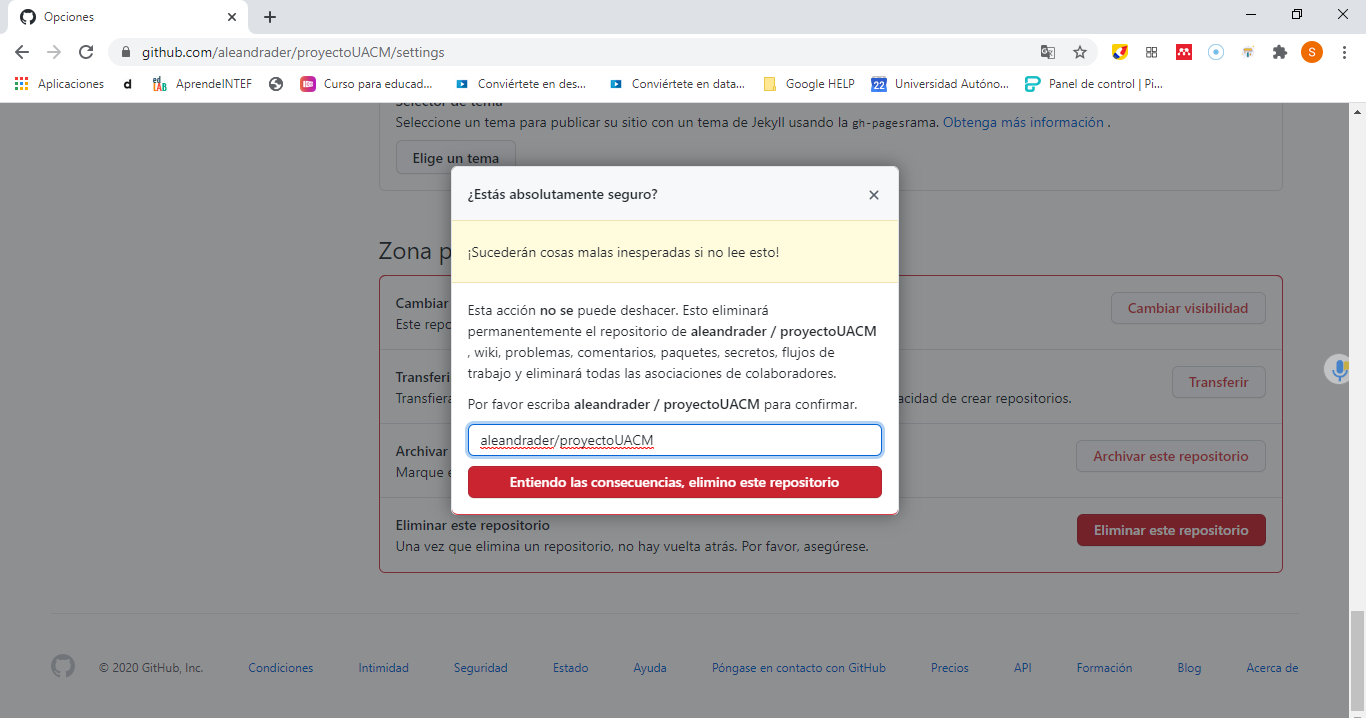 Opciones
github.com/aleandrader/proyectoUACM/settings
S
Aplicaciones
d
ed LAB
AprendeINTEF
Curso para educad...
Conviértete en des...
Conviértete en data...
Google HELP
22
Universidad Autóno...
Panel de control | Pi...
Selector de tema
Seleccione un tema para publicar su sitio con un tema de Jekyll usando la gh-pagesrama. Obtenga más información .
Elige un tema
¿Estás absolutamente seguro?
¡Sucederán cosas malas inesperadas si no lee esto!
Esta acción no se puede deshacer. Esto eliminará
permanentemente el repositorio de aleandrader / proyectoUACM
, wiki, problemas, comentarios, paquetes, secretos, flujos de
trabajo y eliminará todas las asociaciones de colaboradores.
Por favor escriba aleandrader / proyectoUACM para confirmar.
aleandrader/proyectoUACM
Entiendo las consecuencias, elimino este repositorio
Zona p
Cambiar
Este repo
Cambiar visibilidad
Transferi
Transfiera
acidad de crear repositorios.
Transferir
Archivar
Marque e
Archivar este repositorio
Eliminar este repositorio
Una vez que elimina un repositorio, no hay vuelta atrás. Por favor, asegúrese.
Eliminar este repositorio
© 2020 GitHub, Inc.
Condiciones
Intimidad
Seguridad
Estado
Ayuda
Póngase en contacto con GitHub
Precios
API
Formación
Blog
Acerca de